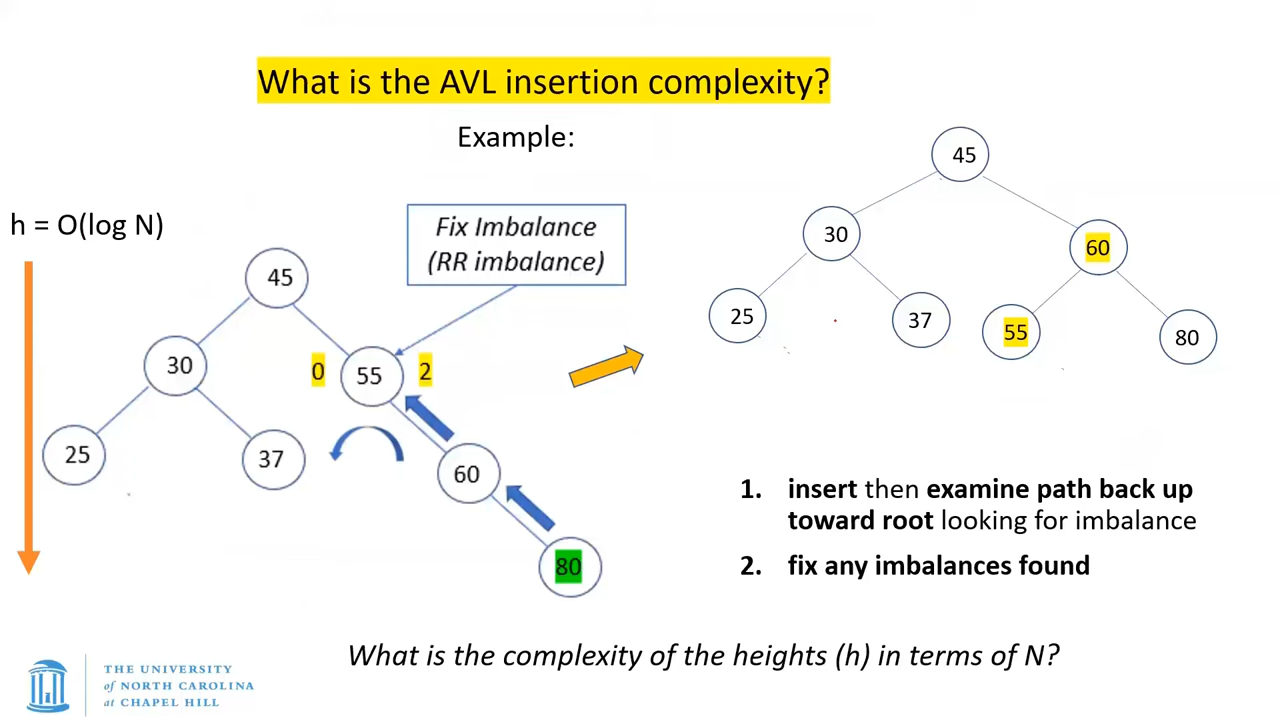 What is the AVL insertion complexity?
Example:
h = O(log N)
Fix Imbalance
(RR imbalance)
45
30
0
55
2
25
37
60
80
45
30
60
25
37
55
80
1. insert then examine path back up
toward root looking for imbalance
2. fix any imbalances found
What is the complexity of the heights (h) in terms of N?
THE UNIVERSITY
of NORTH CAROLINA
at CHAPEL HILL